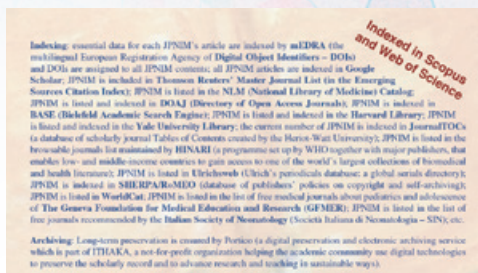 Indexed in Scopus
and Web of Science
Indexing: essential data for each JPNIM's article are indexed by mEDRA (the
multilingual European Registration Agency of Digital Object Identifiers – DOIs)
and DOIs are assigned to all JPNIM contents; all JPNIM articles are indexed in Google
Scholar; JPNIM is included in Thomson Reuters' Master Journal List (in the Emerging
Sources Citation Index); JPNIM is listed in the NLM (National Library of Medicine) Catalog;
JPNIM is listed and indexed in DOAJ (Directory of Open Access Journals); JPNIM is indexed in
BASE (Bielefeld Academic Search Engine); JPNIM is listed and indexed in the Harvard Library; JPNIM
is listed and indexed in the Yale University Library; the current number of JPNIM is indexed in JournalTOCs
(a database of scholarly journal Tables of Contents created by the Heriot-Watt University); JPNIM is listed in the
browsable journals list maintained by HINARI (a programme set up by WHO together with major publishers, that
enables low- and middle-income countries to gain access to one of the world's largest collections of biomedical
and health literature); JPNIM is listed in Ulrichsweb (Ulrich's periodicals database: a global serials directory);
JPNIM is indexed in SHERPA/RoMEO (database of publishers' policies on copyright and self-archiving);
JPNIM is listed in WorldCat; JPNIM is listed in the list of free medical journals about pediatrics and adolescence
of The Geneva Foundation for Medical Education and Research (GFMER); JPNIM is listed in the list of
free journals recommended by the Italian Society of Neonatology (Società Italiana di Neonatologia – SIN); etc.
Archiving: Long-term preservation is ensured by Portico (a digital preservation and electronic archiving service
which is part of ITHAKA, a not-for-profit organization helping the academic community use digital technologies
to preserve the scholarly record and to advance research and teaching in sustainable ways).